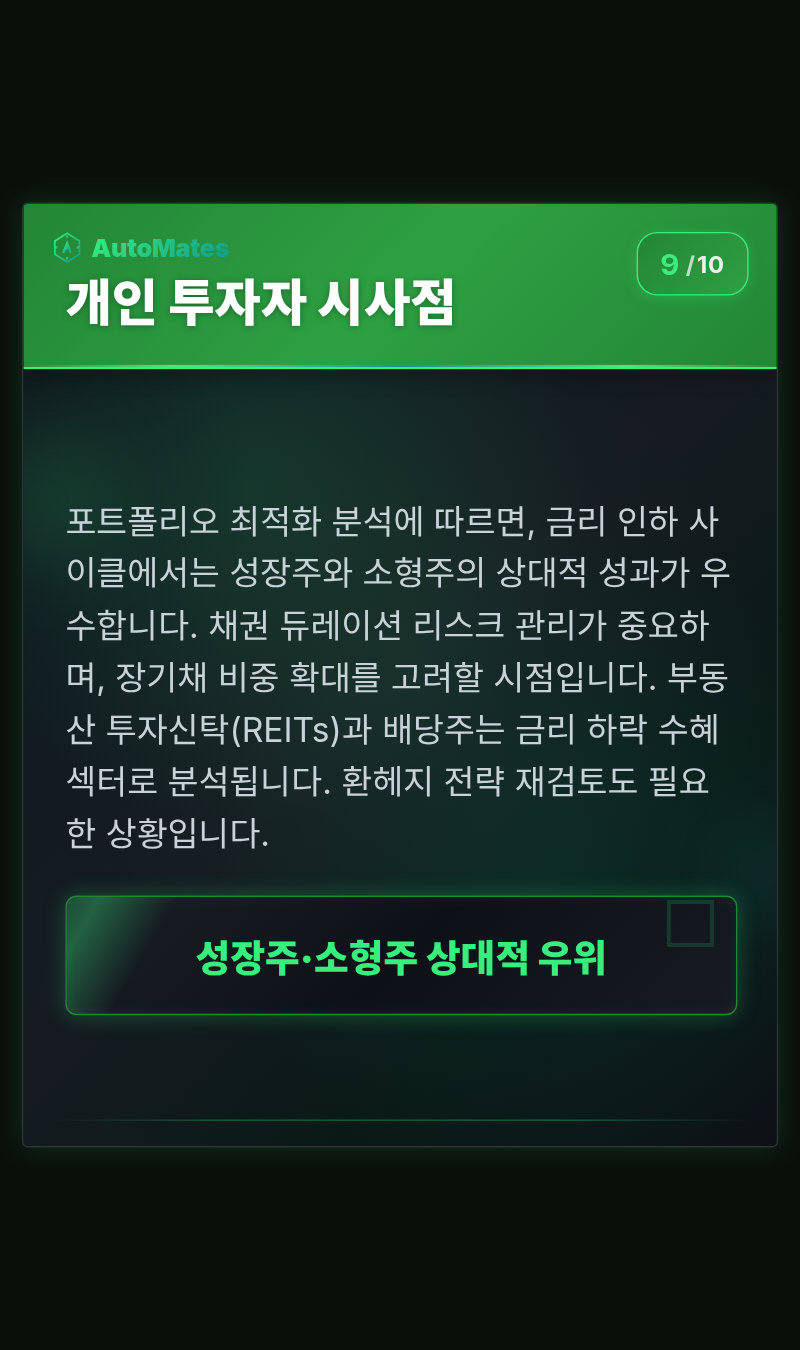 AutoMates
개인 투자자 시사점
9 /10
포트폴리오 최적화 분석에 따르면, 금리 인하 사
이클에서는 성장주와 소형주의 상대적 성과가 우
수합니다. 채권 듀레이션 리스크 관리가 중요하
며, 장기채 비중 확대를 고려할 시점입니다. 부동
산 투자신탁(REITs)과 배당주는 금리 하락 수혜
섹터로 분석됩니다. 환헤지 전략 재검토도 필요
한 상황입니다.
성장주·소형주 상대적 우위